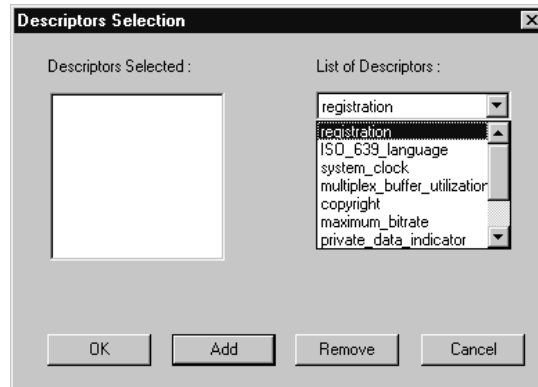 Descriptors Selection
Descriptors Selected :
List of Descriptors :
registration
registration
ISO_639_language
system_clock
multiplex_buffer_utilization
copyright
maximum_bitrate
private_data_indicator
OK
Add
Remove
Cancel